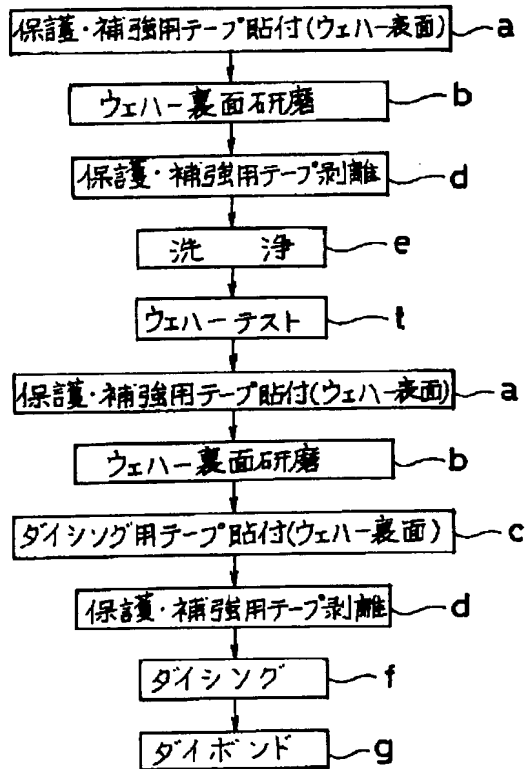 保護・補強用テープ貼付(ウェハー表面) a
ウェハー裏面研磨 b
保護・補強用テープ剥離 d
洗 浄 e
ウェハーテスト t
保護・補強用テープ貼付(ウェハー表面) a
ウェハー裏面研磨 b
ダイシング用テープ貼付(ウェハー裏面) c
保護・補強用テープ剥離 d
ダイシング f
ダイボンド g